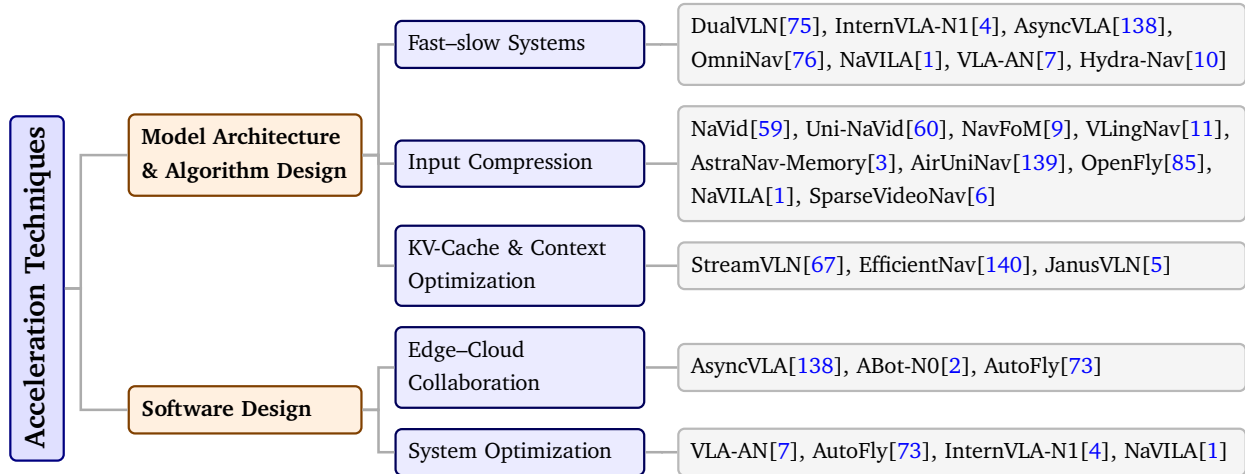 Acceleration Techniques
Model Architecture
& Algorithm Design
Fast–slow Systems
DualVLN[75], InternVLA-N1[4], AsyncVLA[138],
OmniNav[76], NaVILA[1], VLA-AN[7], Hydra-Nav[10]
Input Compression
NaVid[59], Uni-NaVid[60], NavFoM[9], VLingNav[11],
AstraNav-Memory[3], AirUniNav[139], OpenFly[85],
NaVILA[1], SparseVideoNav[6]
KV-Cache & Context
Optimization
StreamVLN[67], EfficientNav[140], JanusVLN[5]
Software Design
Edge–Cloud
Collaboration
AsyncVLA[138], ABot-N0[2], AutoFly[73]
System Optimization
VLA-AN[7], AutoFly[73], InternVLA-N1[4], NaVILA[1]